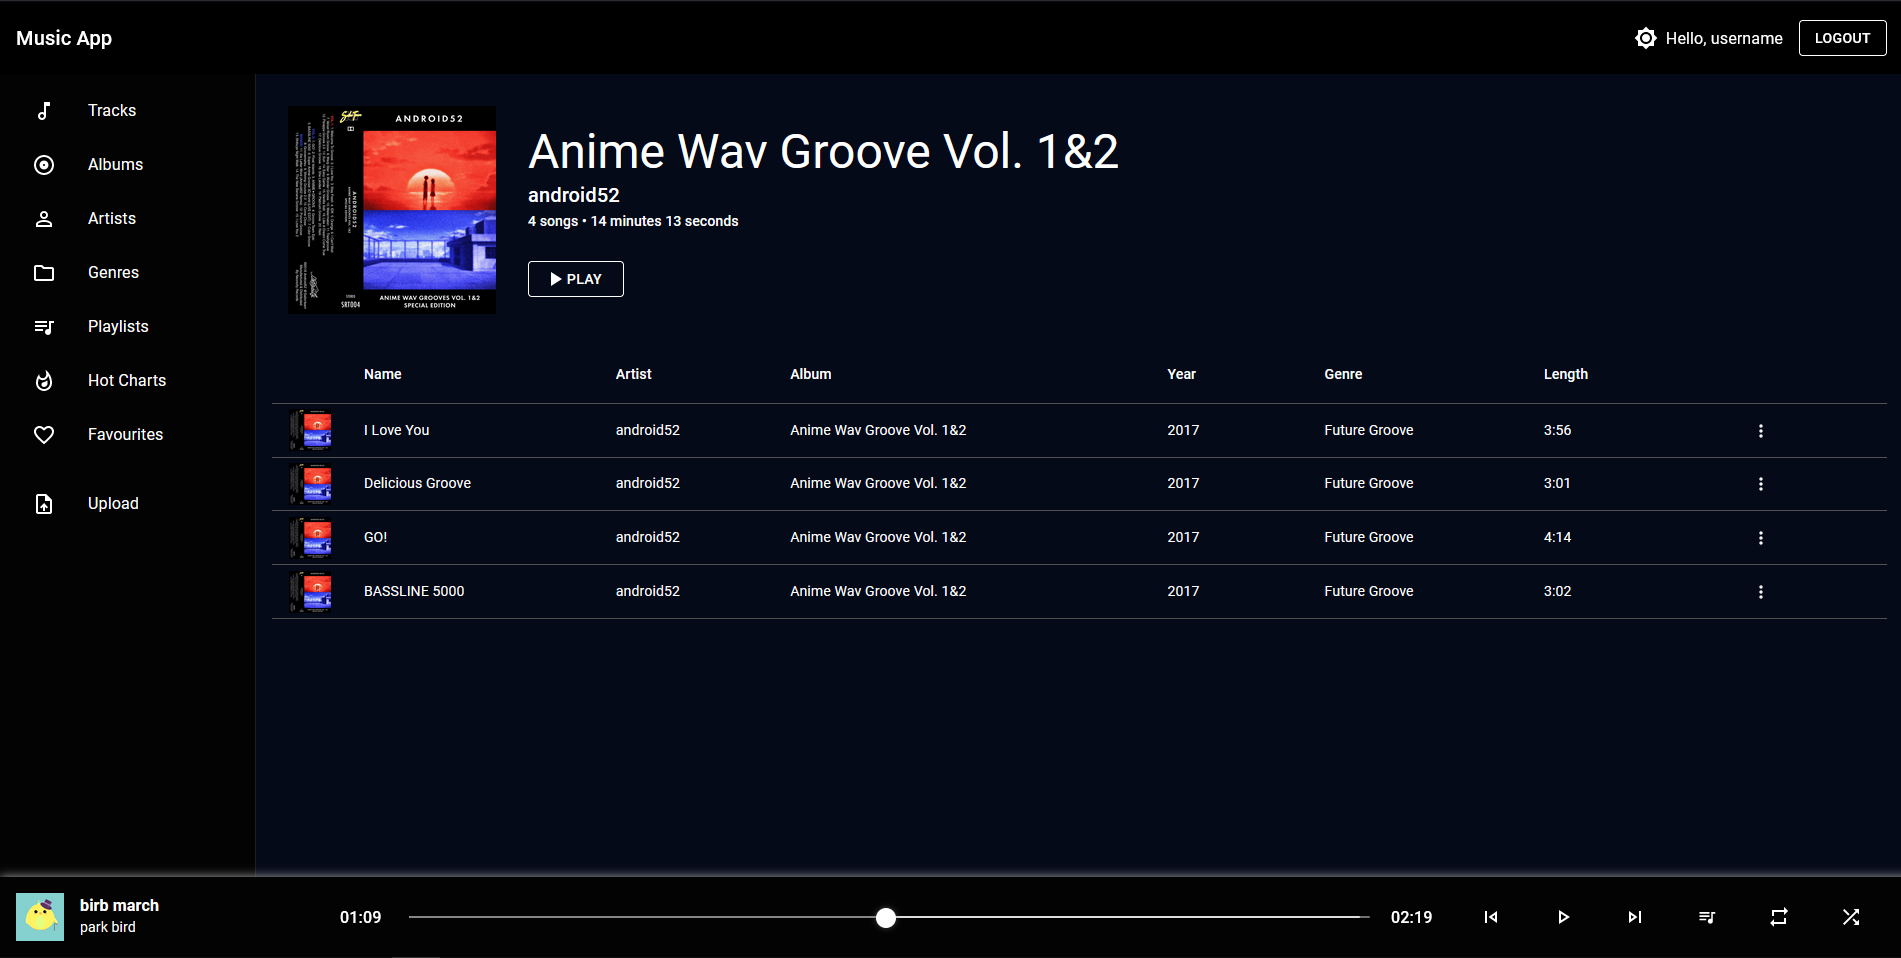 Music App
Hello, username
LOGOUT
Tracks
Albums
Artists
Genres
Playlists
Hot Charts
Favourites
Upload
ANDROID52
ANDROID52
STEREO
SRT004
ANIME WAV GROOVES VOL. 1&2
SPECIAL EDITION
Anime Wav Groove Vol. 1&2
android52
4 songs • 14 minutes 13 seconds
PLAY
Name Artist Album Year Genre Length
I Love You android52 Anime Wav Groove Vol. 1&2 2017 Future Groove 3:56
Delicious Groove android52 Anime Wav Groove Vol. 1&2 2017 Future Groove 3:01
GO! android52 Anime Wav Groove Vol. 1&2 2017 Future Groove 4:14
BASSLINE 5000 android52 Anime Wav Groove Vol. 1&2 2017 Future Groove 3:02
birb march
park bird
01:09
02:19